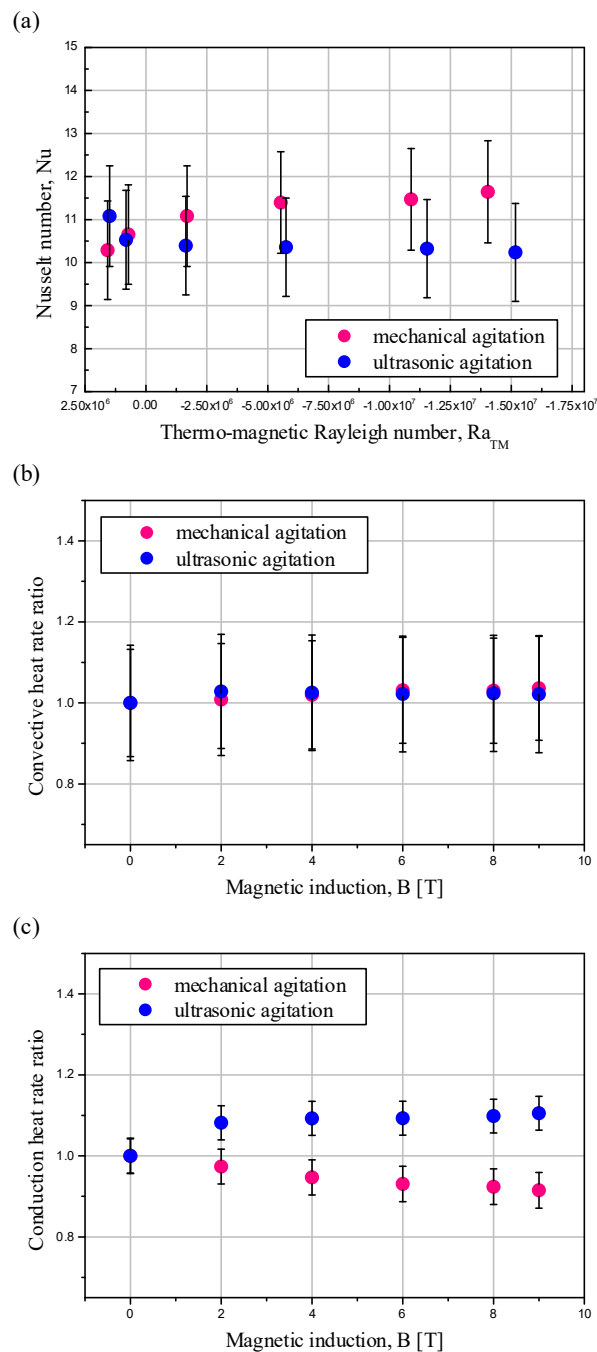 (a)
15
14
13
12
11
10
9
8
7
Nusselt number, Nu
mechanical agitation
ultrasonic agitation
2.50x10⁶ 0.00 -2.50x10⁶ -5.00x10⁶ -7.50x10⁶ -1.00x10⁷ -1.25x10⁷ -1.50x10⁷ -1.75x10⁷
Thermo-magnetic Rayleigh number, Ra_TM
(b)
mechanical agitation
ultrasonic agitation
1.4
1.2
1.0
0.8
Convective heat rate ratio
0 2 4 6 8 10
Magnetic induction, B [T]
(c)
mechanical agitation
ultrasonic agitation
1.4
1.2
1.0
0.8
Conduction heat rate ratio
0 2 4 6 8 10
Magnetic induction, B [T]